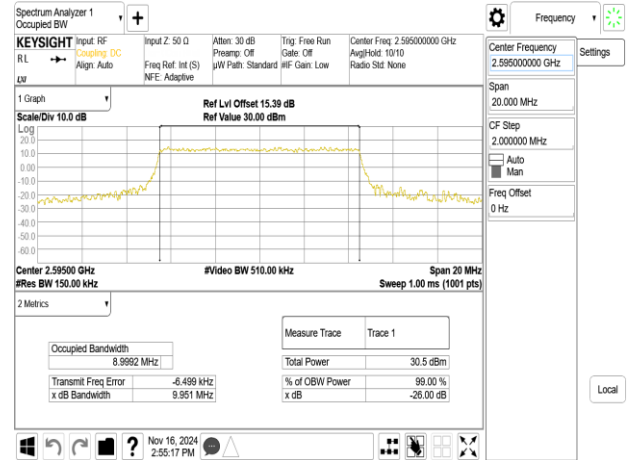 Spectrum Analyzer 1
Occupied BW
Frequency
KEYSIGHT
Input: RF
Coupling: DC
Align: Auto
RL
LXI
Input Z: 50 Ω
Freq Ref: Int (S)
NFE: Adaptive
Atten: 30 dB
Preamp: Off
µW Path: Standard
Trig: Free Run
Gate: Off
#IF Gain: Low
Center Freq: 2.595000000 GHz
Avg|Hold: 10/10
Radio Std: None
Center Frequency
2.595000000 GHz
Settings
Span
20.000 MHz
CF Step
2.000000 MHz
Auto
Man
Freq Offset
0 Hz
Local
1 Graph
Scale/Div 10.0 dB
Ref Lvl Offset 15.39 dB
Ref Value 30.00 dBm
Log
20.0
10.0
0.00
-10.0
-20.0
-30.0
-40.0
-50.0
-60.0
Center 2.59500 GHz
#Video BW 510.00 kHz
Span 20 MHz
#Res BW 150.00 kHz
Sweep 1.00 ms (1001 pts)
2 Metrics
Measure Trace
Trace 1
Occupied Bandwidth
8.9992 MHz
Total Power
30.5 dBm
Transmit Freq Error
-6.499 kHz
% of OBW Power
99.00 %
x dB Bandwidth
9.951 MHz
x dB
-26.00 dB
?
Nov 16, 2024
2:55:17 PM